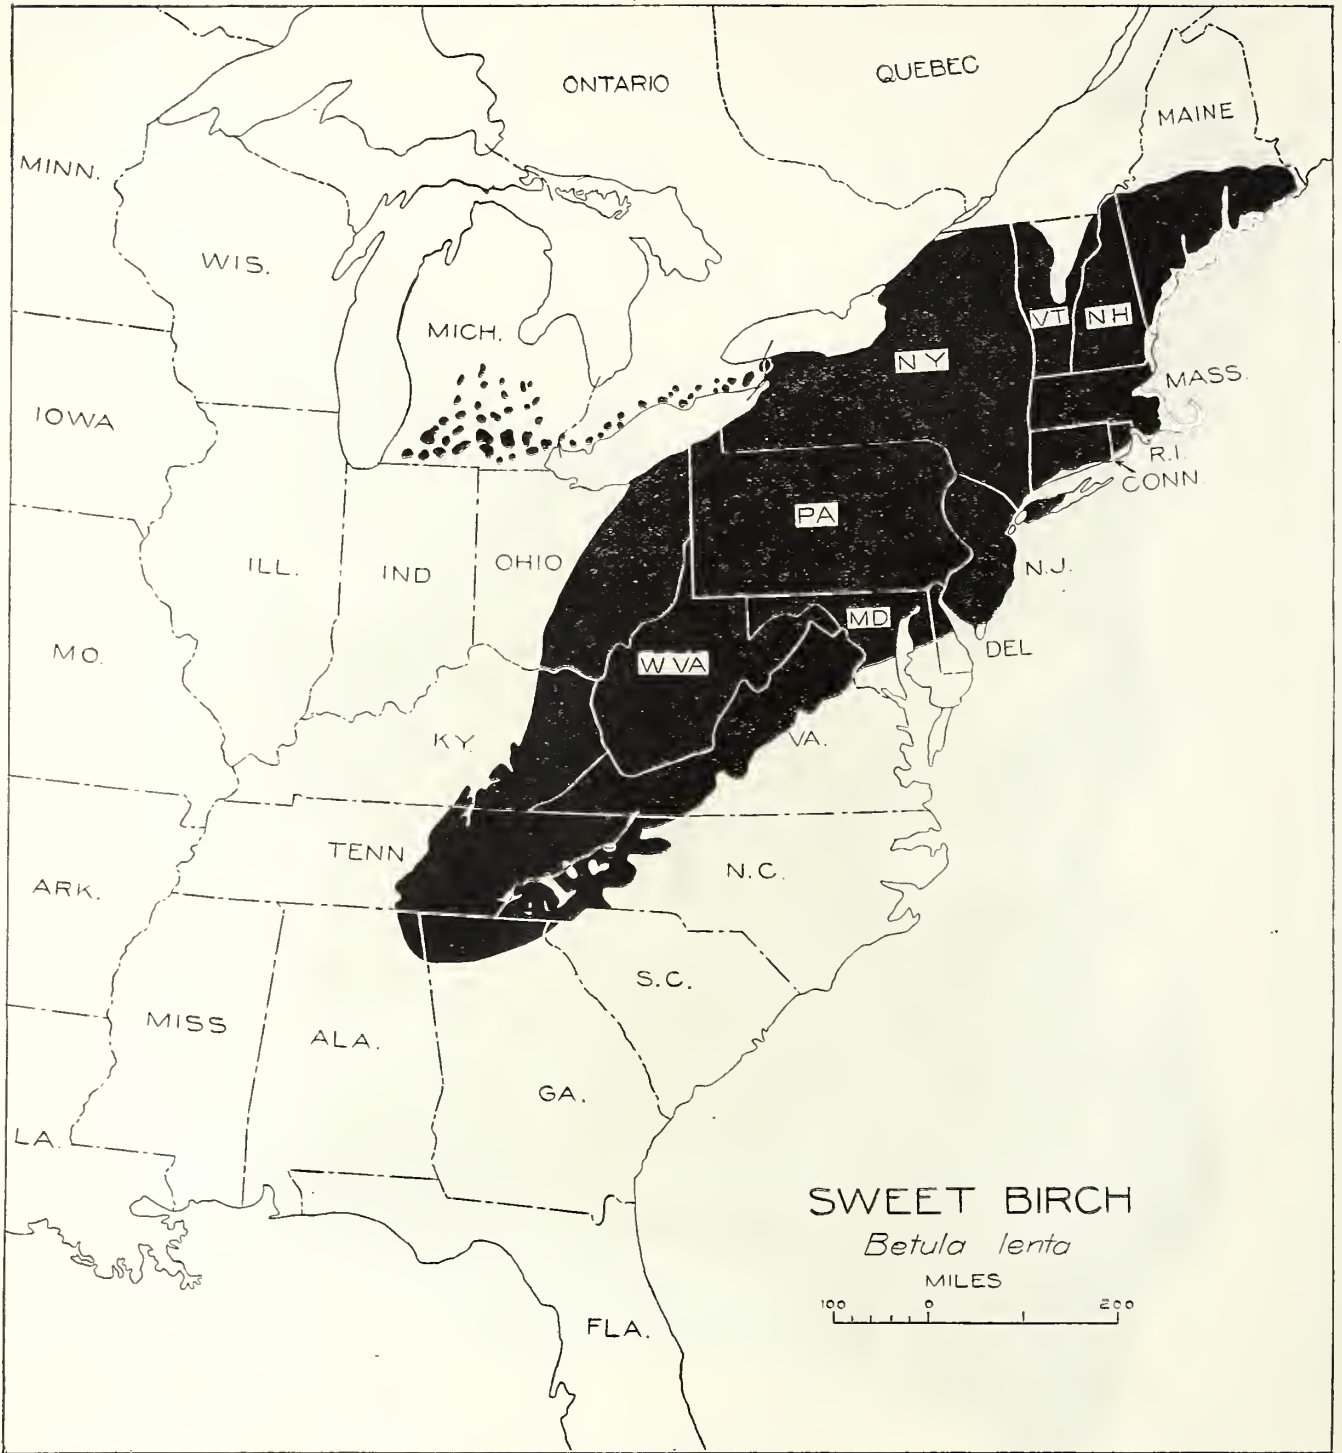 ONTARIO
QUEBEC
MAINE
MINN.
WIS.
MICH.
VT
NH
NY
MASS.
IOWA
R.I.
CONN.
PA
ILL.
IND
OHIO
N.J.
MD
DEL
MO.
W VA
KY.
VA.
TENN
N.C.
ARK.
S.C.
MISS
ALA.
GA.
LA.
SWEET BIRCH
Betula lenta
MILES
100 0 200
FLA.